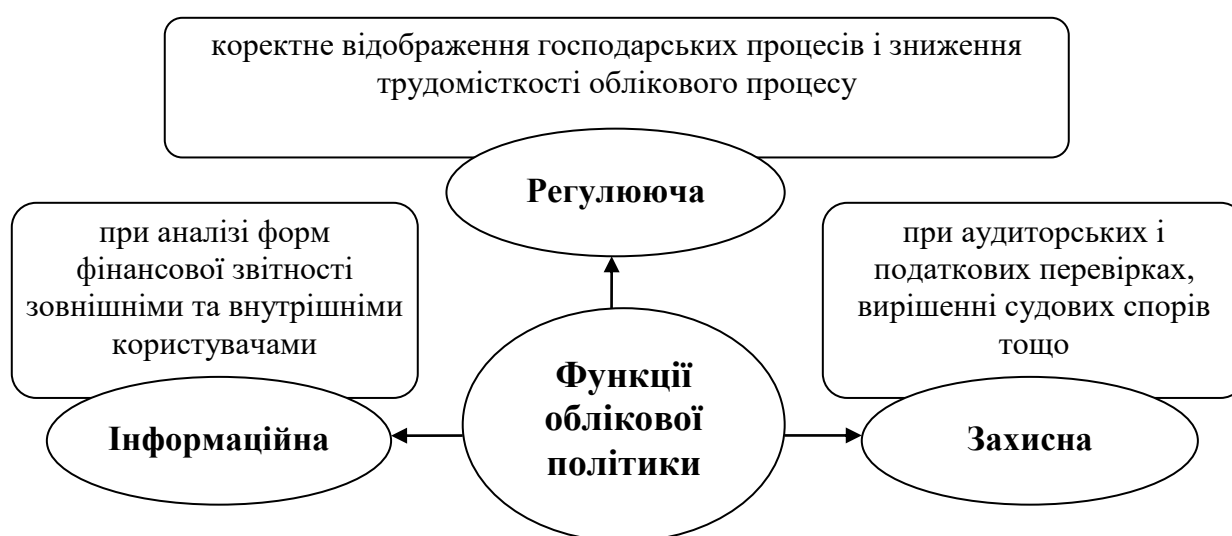 коректне відображення господарських процесів і зниження
трудомісткості облікового процесу
Регулююча
при аналізі форм
фінансової звітності
зовнішніми та внутрішніми
користувачами
Інформаційна
Функції
облікової
політики
при аудиторських і
податкових перевірках,
вирішенні судових спорів
тощо
Захисна